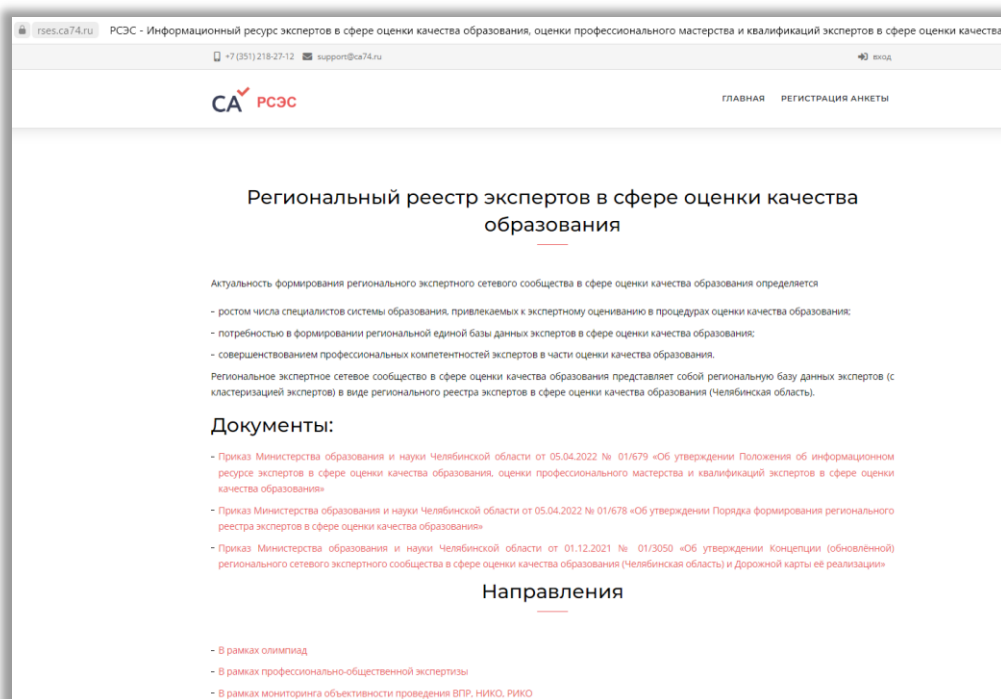 rses.ca74.ru РСЭС - Информационный ресурс экспертов в сфере оценки качества образования, оценки профессионального мастерства и квалификаций экспертов в сфере оценки качества
+7 (351) 218-27-12 support@ca74.ru вход
CA РСЭС ГЛАВНАЯ РЕГИСТРАЦИЯ АНКЕТЫ
Региональный реестр экспертов в сфере оценки качества
образования
Актуальность формирования регионального экспертного сетевого сообщества в сфере оценки качества образования определяется
- ростом числа специалистов системы образования, привлекаемых к экспертному оцениванию в процедурах оценки качества образования;
- потребностью в формировании региональной единой базы данных экспертов в сфере оценки качества образования;
- совершенствованием профессиональных компетентностей экспертов в части оценки качества образования.
Региональное экспертное сетевое сообщество в сфере оценки качества образования представляет собой региональную базу данных экспертов (с
кластеризацией экспертов) в виде регионального реестра экспертов в сфере оценки качества образования (Челябинская область).
Документы:
- Приказ Министерства образования и науки Челябинской области от 05.04.2022 № 01/679 «Об утверждении Положения об информационном
ресурсе экспертов в сфере оценки качества образования, оценки профессионального мастерства и квалификаций экспертов в сфере оценки
качества образования»
- Приказ Министерства образования и науки Челябинской области от 05.04.2022 № 01/678 «Об утверждении Порядка формирования регионального
реестра экспертов в сфере оценки качества образования»
- Приказ Министерства образования и науки Челябинской области от 01.12.2021 № 01/3050 «Об утверждении Концепции (обновлённой)
регионального сетевого экспертного сообщества в сфере оценки качества образования (Челябинская область) и Дорожной карты её реализации»
Направления
- В рамках олимпиад
- В рамках профессионально-общественной экспертизы
- В рамках мониторинга объективности проведения ВПР, НИКО, РИКО